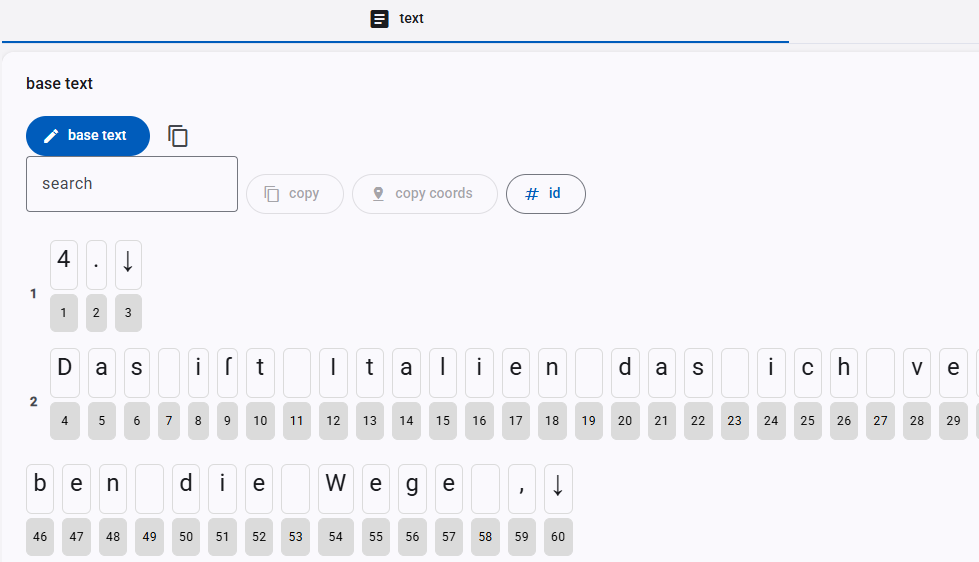 text
base text
base text
search
copy
copy coords
# id
1
4.↓
1 2 3
2
Das iſt Italien das ich ve
4 5 6 7 8 9 10 11 12 13 14 15 16 17 18 19 20 21 22 23 24 25 26 27 28 29
ben die Wege ,↓
46 47 48 49 50 51 52 53 54 55 56 57 58 59 60